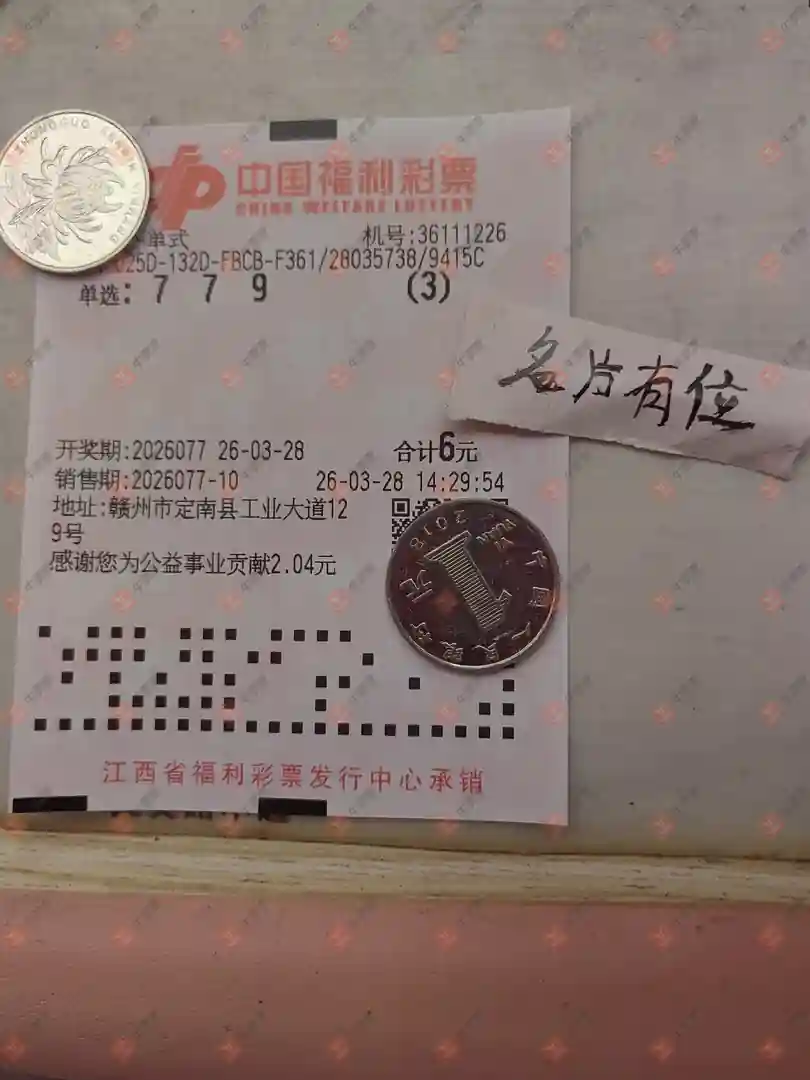 中国福利彩票
CHINA WELFARE LOTTERY
单式 机号:36111226
25D-132D-FBCB-F361/28035738/9415C
单选: 7 7 9 (3)
名片有位
开奖期:2026077 26-03-28 合计6元
销售期:2026077-10 26-03-28 14:29:54
地址:赣州市定南县工业大道12
9号
感谢您为公益事业贡献2.04元
2018
1元
YI YUAN
中国人民银行
江西省福利彩票发行中心承销